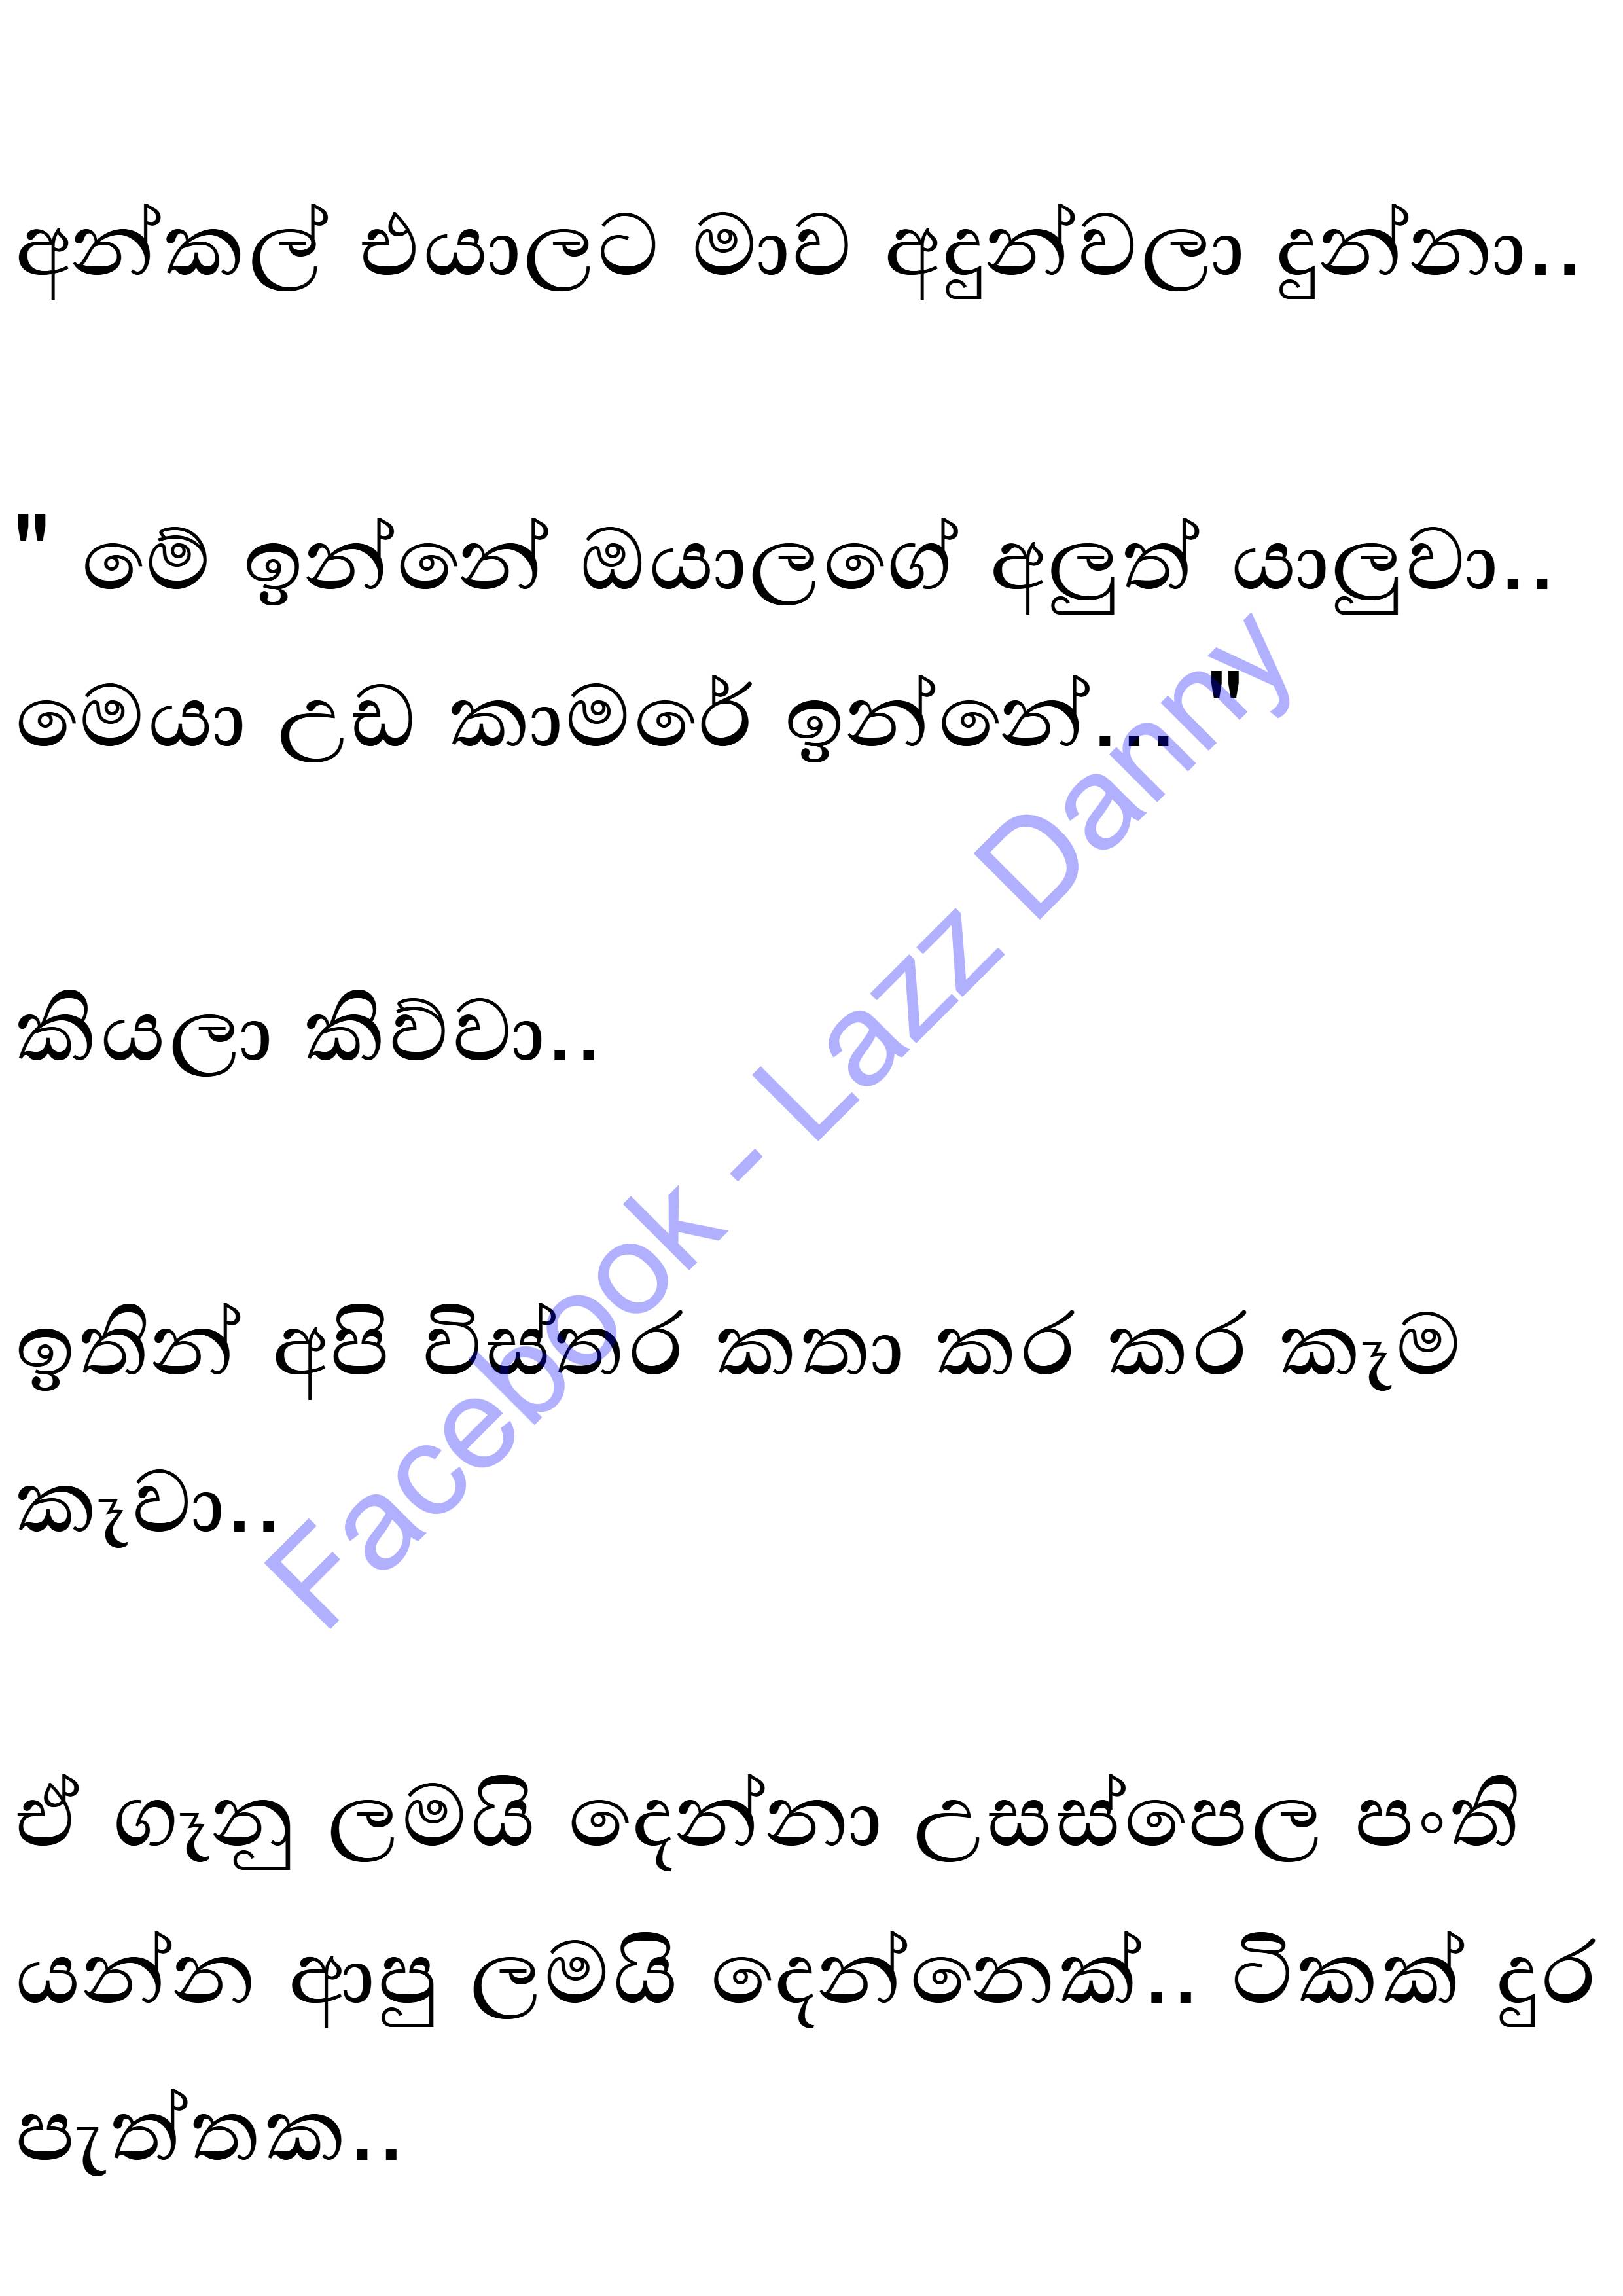 අන්කල් එයාලට මාව අදුන්වලා දුන්නා..
" මේ ඉන්නේ ඔයාලගේ අලුත් යාලුවා..
මෙයා උඩ කාමරේ ඉන්නේ... "
කියලා කිව්වා..
ඉතින් අපි විස්තර කතා කර කර කෑම
කෑවා..
ඒ ගෑනු ලමයි දෙන්නා උසස්පෙල පංති
යන්න ආපු ලමයි දෙන්නෙක්.. ටිකක් දුර
පැත්තක..
Facebook - Lazz Danny